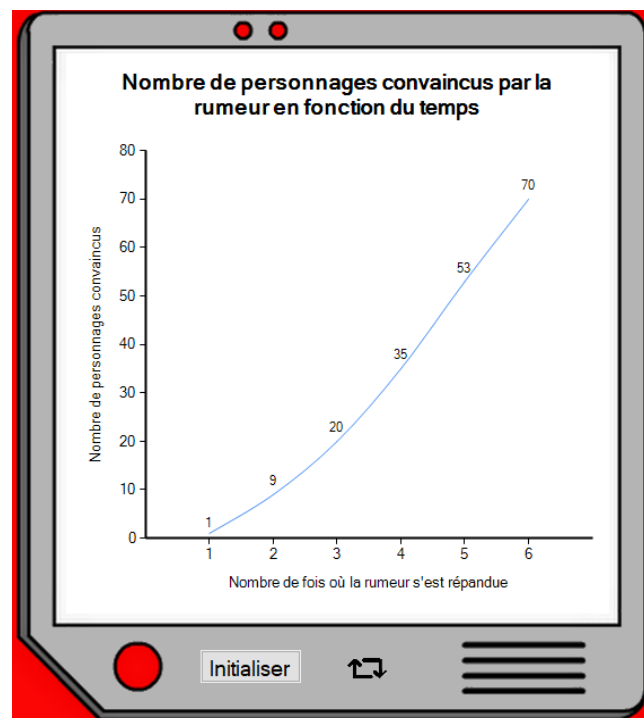 Nombre de personnages convaincus par la
rumeur en fonction du temps
Nombre de personnages convaincus
80
70
60
50
40
30
20
10
0
1
9
20
35
53
70
1 2 3 4 5 6
Nombre de fois où la rumeur s'est répandue
Initialiser